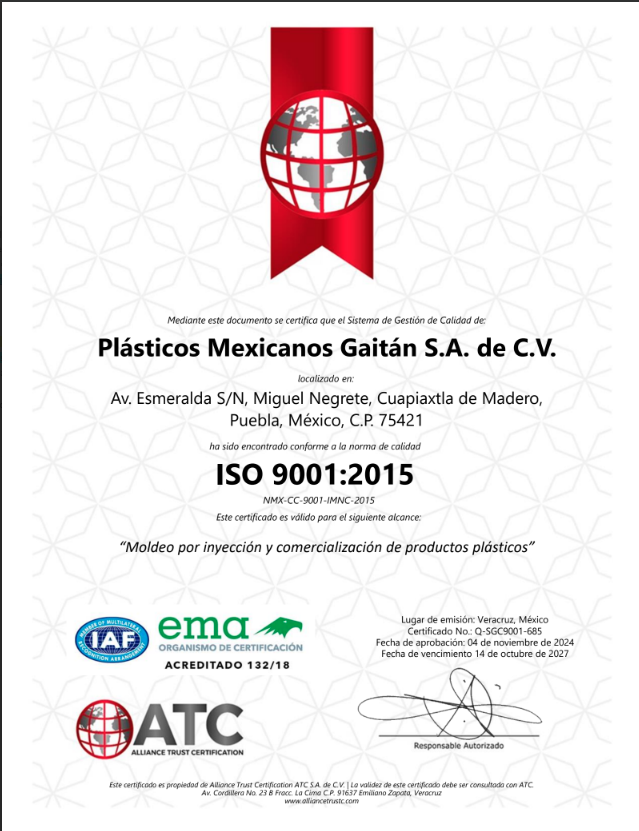 Mediante este documento se certifica que el Sistema de Gestión de Calidad de:
Plásticos Mexicanos Gaitán S.A. de C.V.
localizado en:
Av. Esmeralda S/N, Miguel Negrete, Cuapiaxtla de Madero,
Puebla, México, C.P. 75421
ha sido encontrado conforme a la norma de calidad
ISO 9001:2015
NMX-CC-9001-IMNC-2015
Este certificado es válido para el siguiente alcance:
“Moldeo por inyección y comercialización de productos plásticos”
MEMBER OF MULTILATERAL
IAF
RECOGNITION ARRANGEMENT
ema
ORGANISMO DE CERTIFICACIÓN
ACREDITADO 132/18
Lugar de emisión: Veracruz, México
Certificado No.: Q-SGC9001-685
Fecha de aprobación: 04 de noviembre de 2024
Fecha de vencimiento 14 de octubre de 2027
ATC
ALLIANCE TRUST CERTIFICATION
Responsable Autorizado
Este certificado es propiedad de Alliance Trust Certification ATC S.A. de C.V. | La validez de este certificado debe ser consultada con ATC.
Av. Cordillera No. 23 B Fracc. La Cima C.P. 91637 Emiliano Zapata, Veracruz
www.alliancetrustc.com